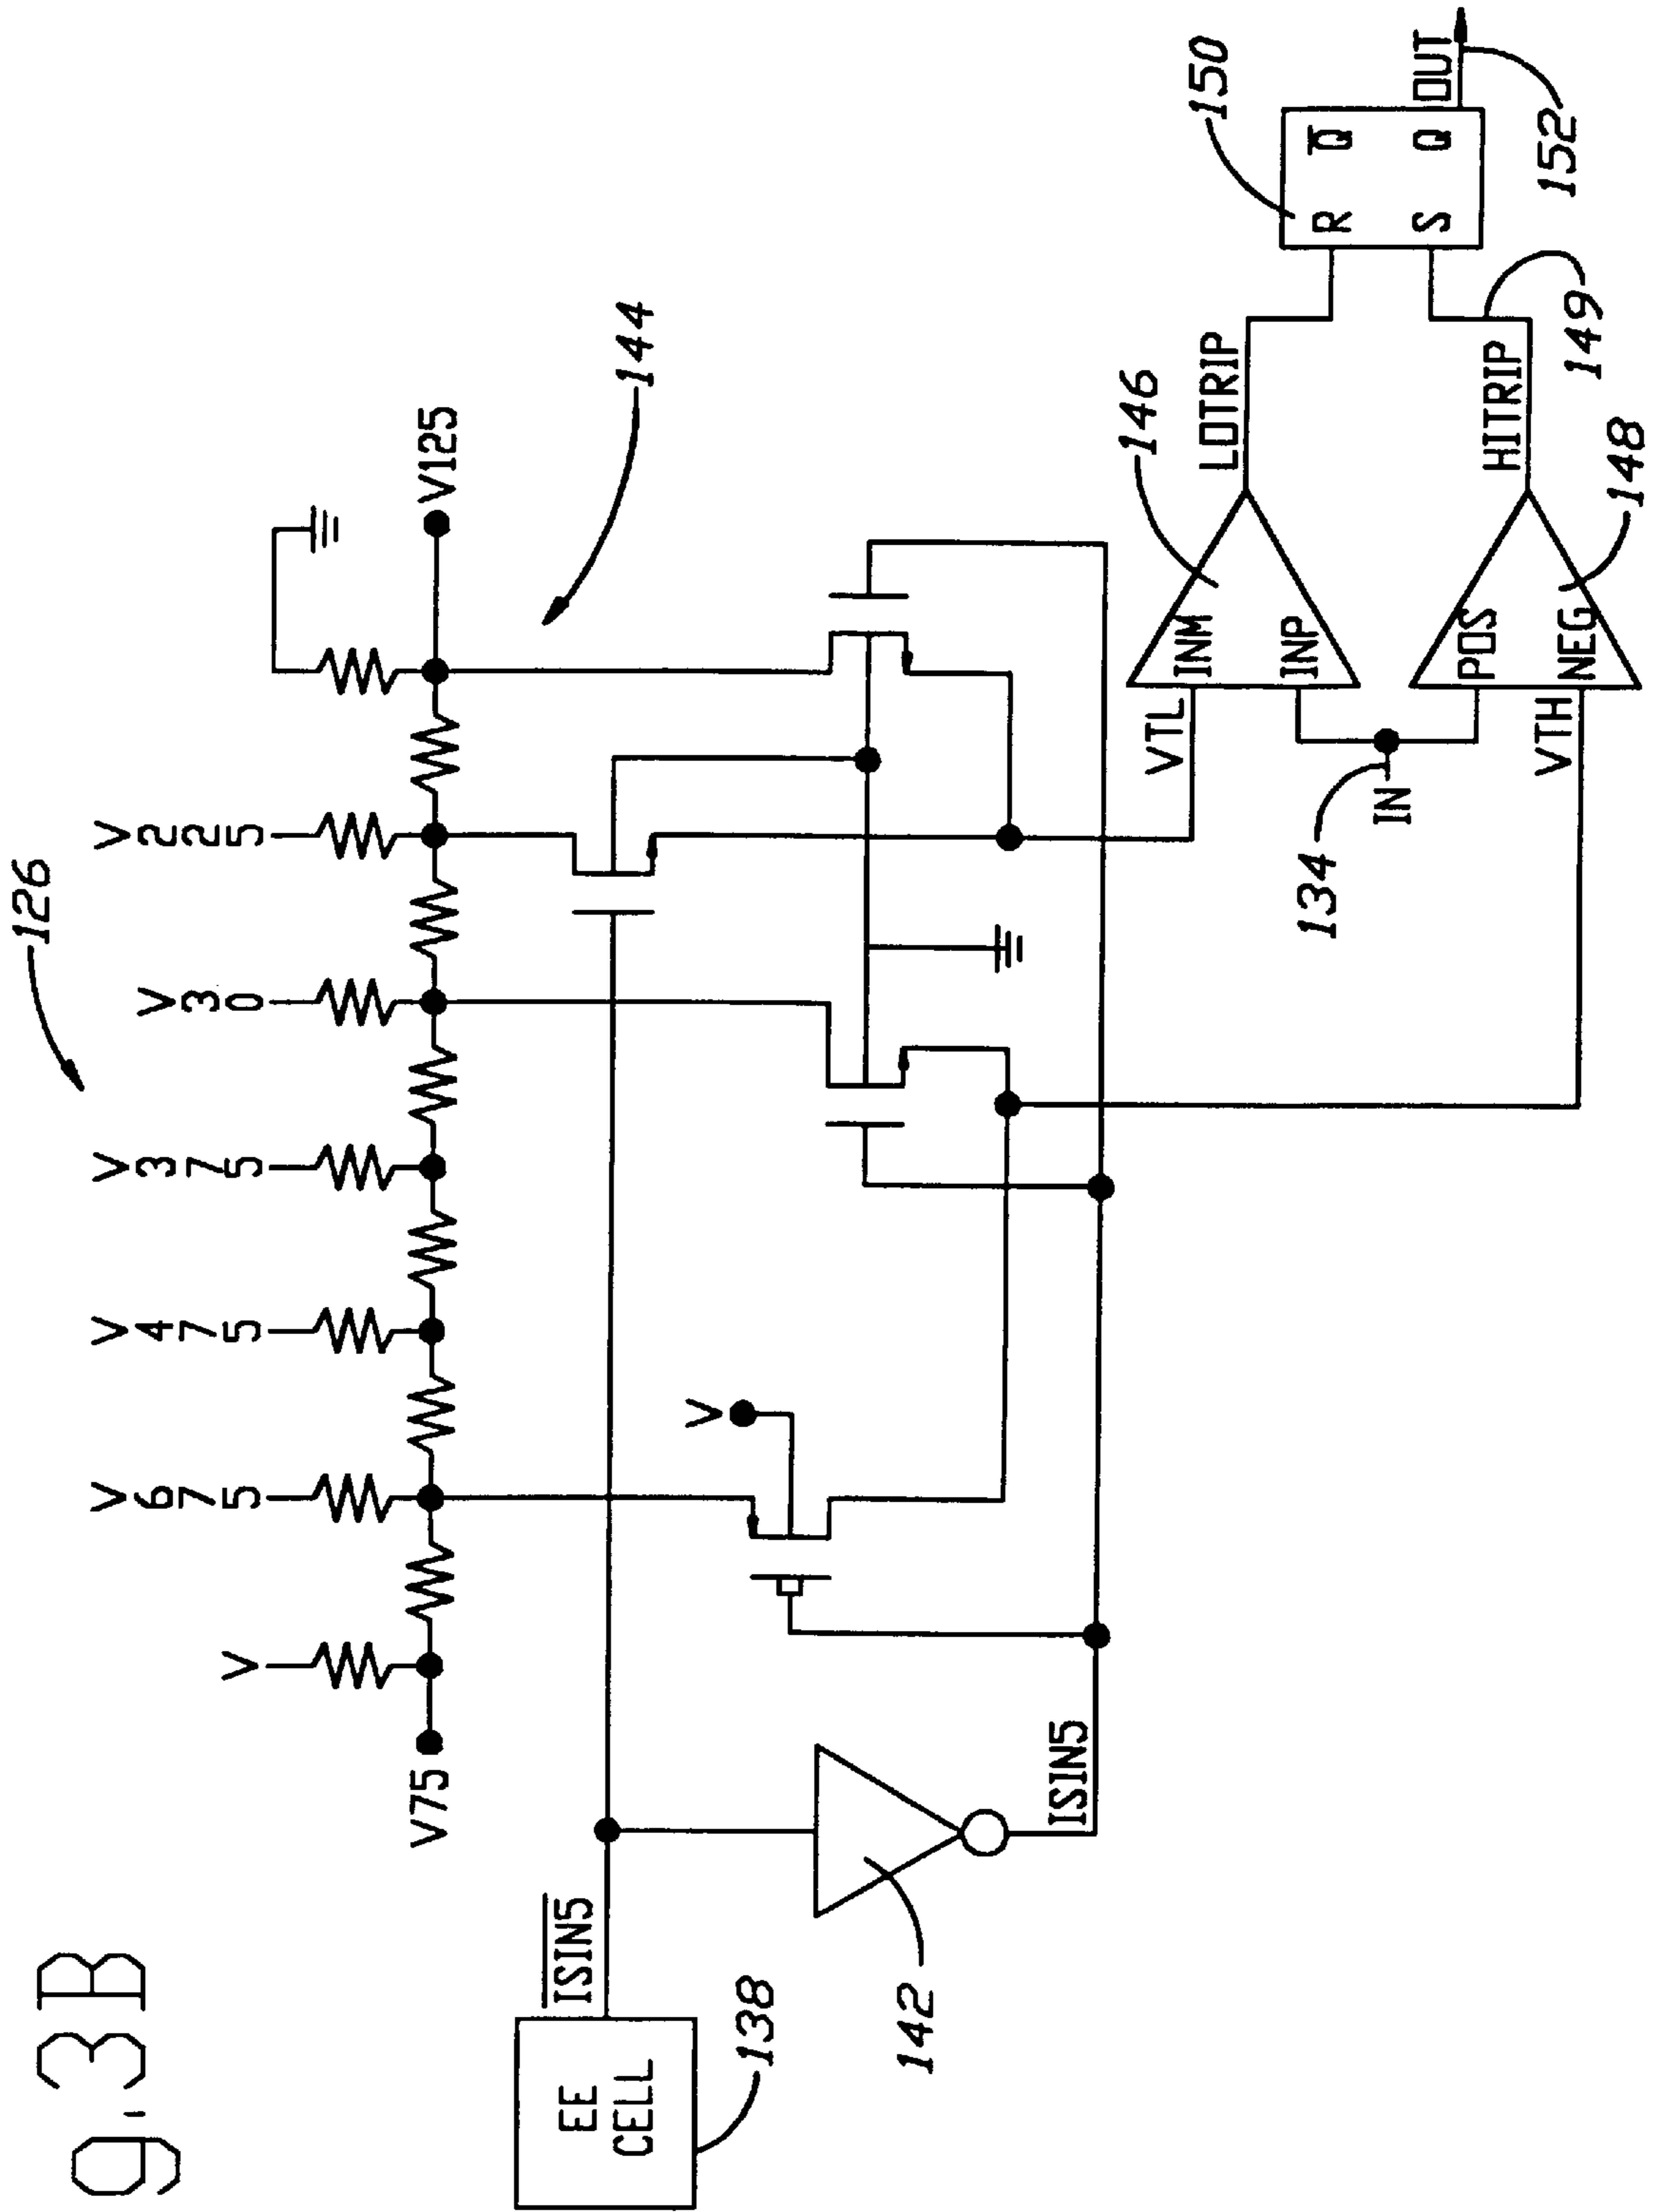 g.3B
126
V
V675
V475
V375
V30
V225
V75
V125
144
EE
CELL
138
ISIN5
142
ISIN5
V
VTL
INM
INP
146
LOTRIP
134
IN
VTH
POS
NEG
148
HITRIP
149
150
R
Q̅
S
Q
OUT
152